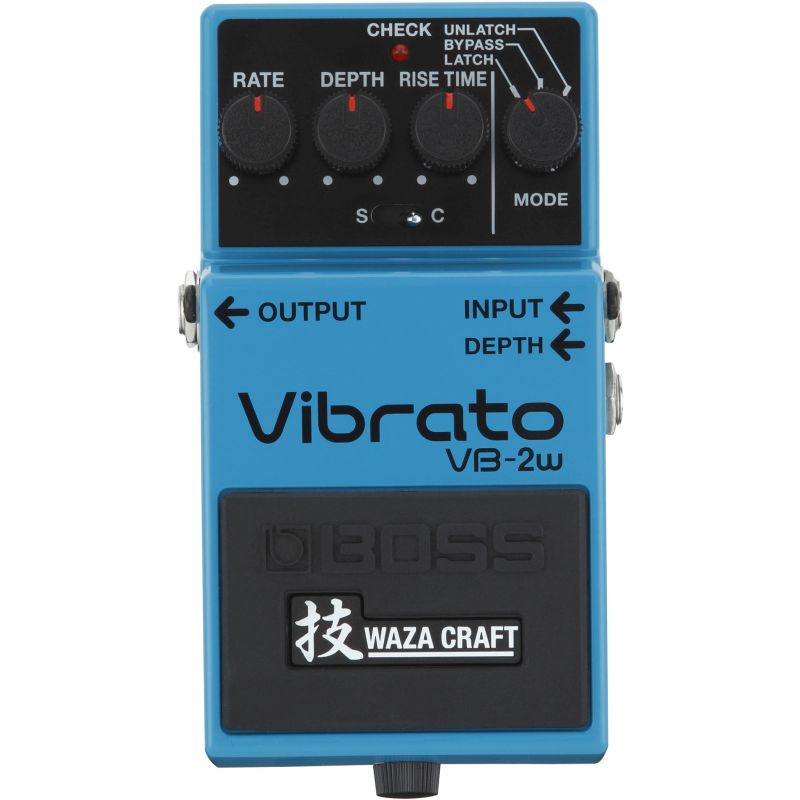 CHECK
UNLATCH
BYPASS
LATCH
RATE
DEPTH
RISE TIME
S
C
MODE
OUTPUT
INPUT
DEPTH
Vibrato
VB-2w
BOSS
技 WAZA CRAFT